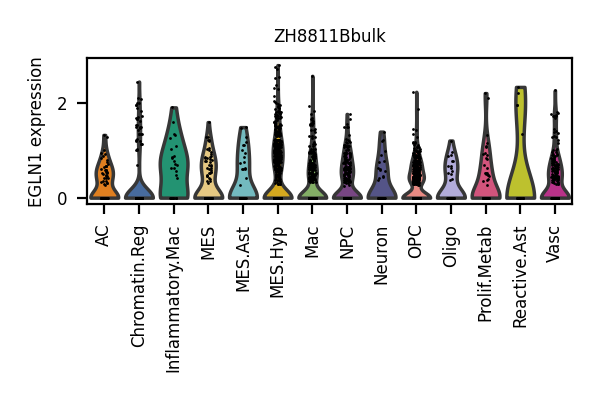 ZH8811Bbulk
EGLN1 expression
2
0
AC
Chromatin.Reg
Inflammatory.Mac
MES
MES.Ast
MES.Hyp
Mac
NPC
Neuron
OPC
Oligo
Prolif.Metab
Reactive.Ast
Vasc